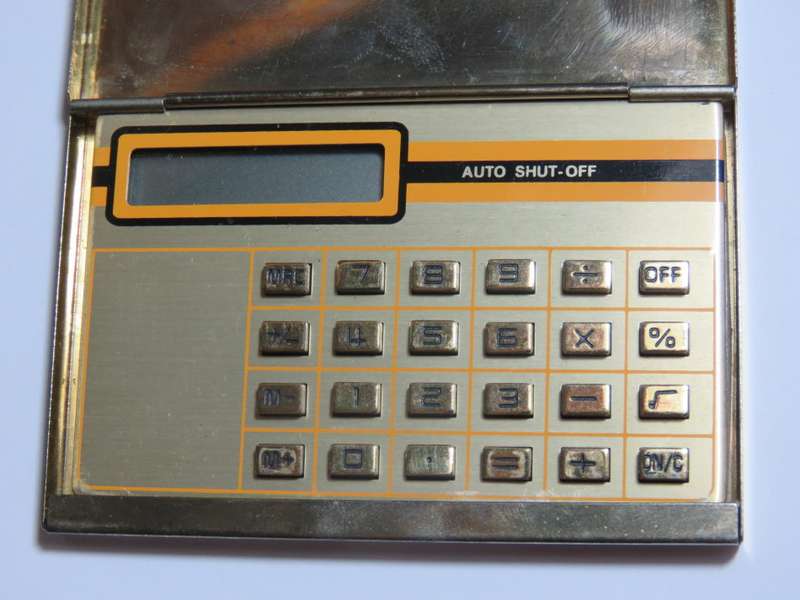 AUTO SHUT-OFF
MRC 7 8 9 ÷ OFF
+/- 4 5 6 × %
M- 1 2 3 - √
M+ 0 . = + ON/C